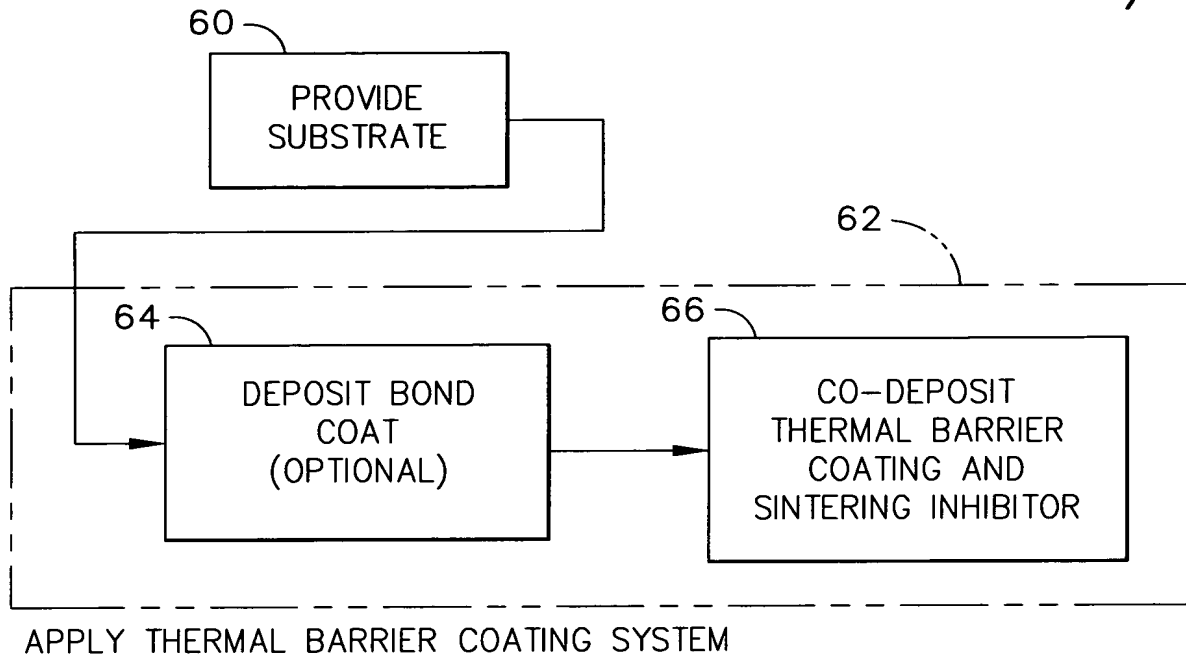 60
PROVIDE
SUBSTRATE
62
64
DEPOSIT BOND
COAT
(OPTIONAL)
66
CO-DEPOSIT
THERMAL BARRIER
COATING AND
SINTERING INHIBITOR
APPLY THERMAL BARRIER COATING SYSTEM